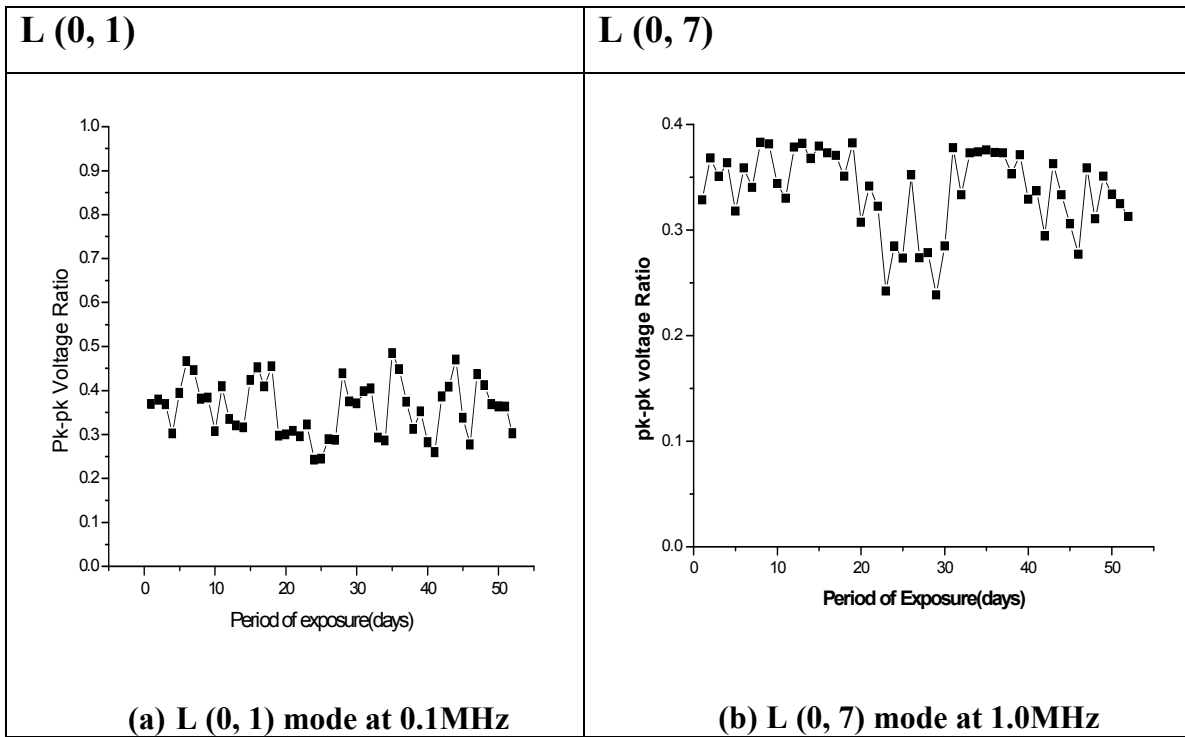 L (0, 1)
L (0, 7)
Pk-pk Voltage Ratio
1.0
0.9
0.8
0.7
0.6
0.5
0.4
0.3
0.2
0.1
0.0
0 10 20 30 40 50
Period of exposure(days)
(a) L (0, 1) mode at 0.1MHz
pk-pk voltage Ratio
0.4
0.3
0.2
0.1
0.0
0 10 20 30 40 50
Period of Exposure(days)
(b) L (0, 7) mode at 1.0MHz